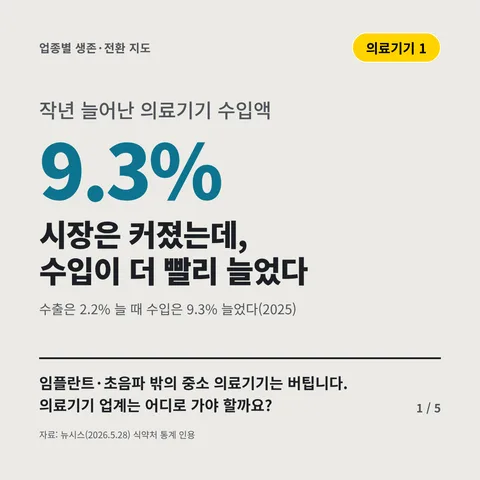 업종별 생존·전환 지도
의료기기 1
작년 늘어난 의료기기 수입액
9.3%
시장은 커졌는데,
수입이 더 빨리 늘었다
수출은 2.2% 늘 때 수입은 9.3% 늘었다(2025)
임플란트·초음파 밖의 중소 의료기기는 버팁니다.
의료기기 업계는 어디로 가야 할까요?
1 / 5
자료: 뉴시스(2026.5.28) 식약처 통계 인용